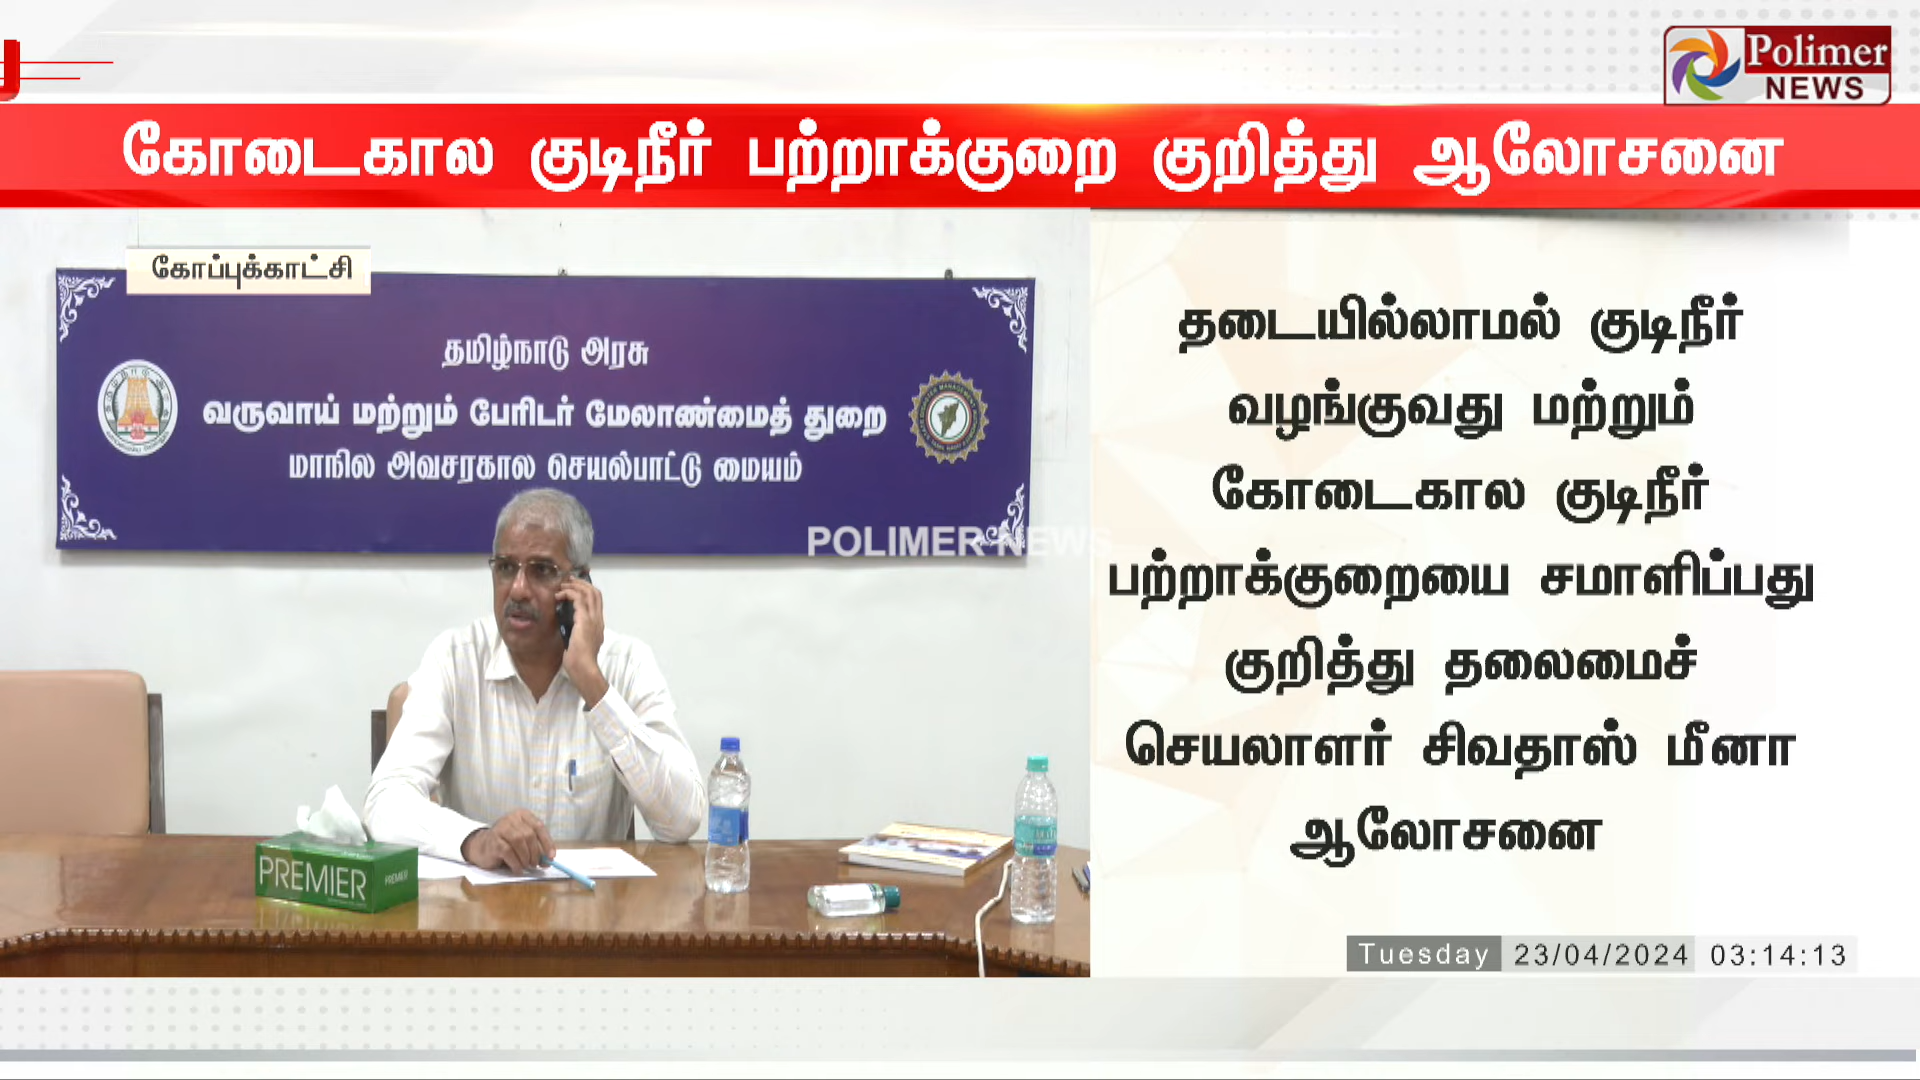 Polimer
NEWS
கோடைகால குடிநீர் பற்றாக்குறை குறித்து ஆலோசனை
கோப்புக்காட்சி
தமிழ்நாடு அரசு
வருவாய் மற்றும் பேரிடர் மேலாண்மைத் துறை
மாநில அவசரகால செயல்பாட்டு மையம்
POLIMER NEWS
PREMIER
PREMIER
தடையில்லாமல் குடிநீர்
வழங்குவது மற்றும்
கோடைகால குடிநீர்
பற்றாக்குறையை சமாளிப்பது
குறித்து தலைமைச்
செயலாளர் சிவதாஸ் மீனா
ஆலோசனை
Tuesday 23/04/2024 03:14:13